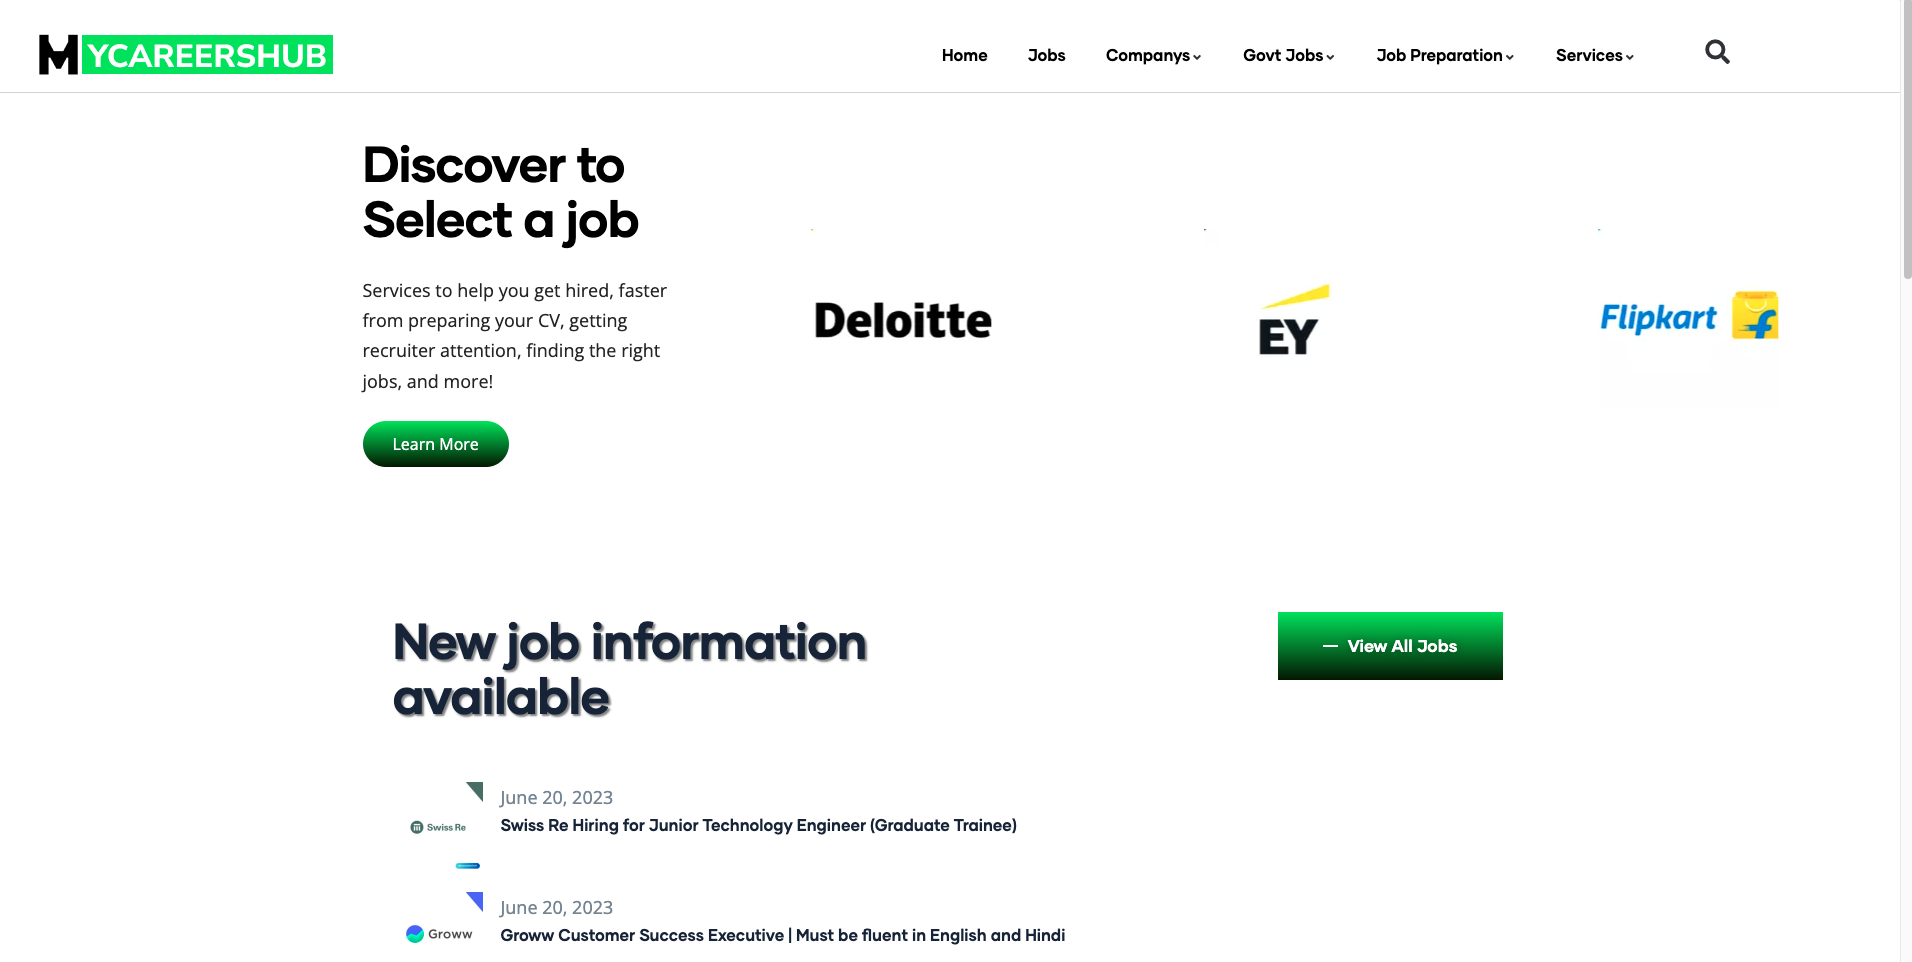 MYCAREERSHUB
Home Jobs Companys Govt Jobs Job Preparation Services
Discover to
Select a job
Services to help you get hired, faster
from preparing your CV, getting
recruiter attention, finding the right
jobs, and more!
Learn More
Deloitte
EY
Flipkart
New job information
available
— View All Jobs
June 20, 2023
Swiss Re
Swiss Re Hiring for Junior Technology Engineer (Graduate Trainee)
June 20, 2023
Groww
Groww Customer Success Executive | Must be fluent in English and Hindi